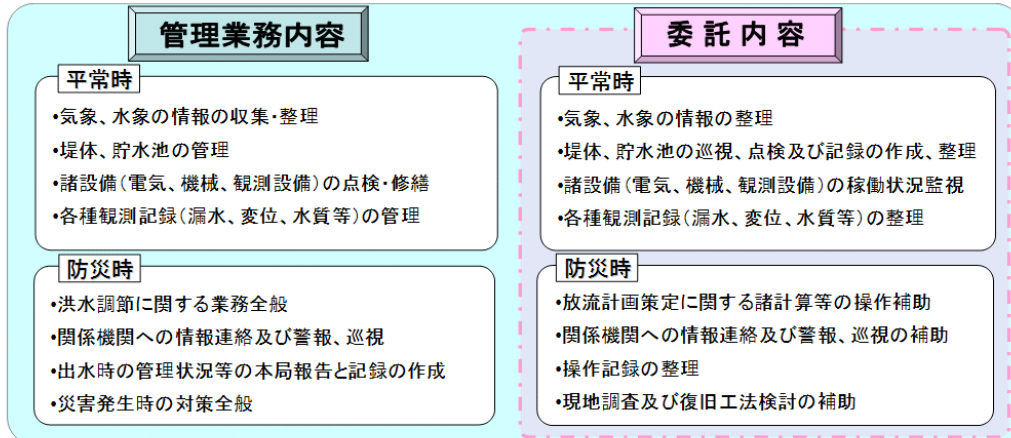 管理業務内容
平常時
・気象、水象の情報の収集・整理
・堤体、貯水池の管理
・諸設備(電気、機械、観測設備)の点検・修繕
・各種観測記録(漏水、変位、水質等)の管理
防災時
・洪水調節に関する業務全般
・関係機関への情報連絡及び警報、巡視
・出水時の管理状況等の本局報告と記録の作成
・災害発生時の対策全般
委託内容
平常時
・気象、水象の情報の整理
・堤体、貯水池の巡視、点検及び記録の作成、整理
・諸設備(電気、機械、観測設備)の稼働状況監視
・各種観測記録(漏水、変位、水質等)の整理
防災時
・放流計画策定に関する諸計算等の操作補助
・関係機関への情報連絡及び警報、巡視の補助
・操作記録の整理
・現地調査及び復旧工法検討の補助